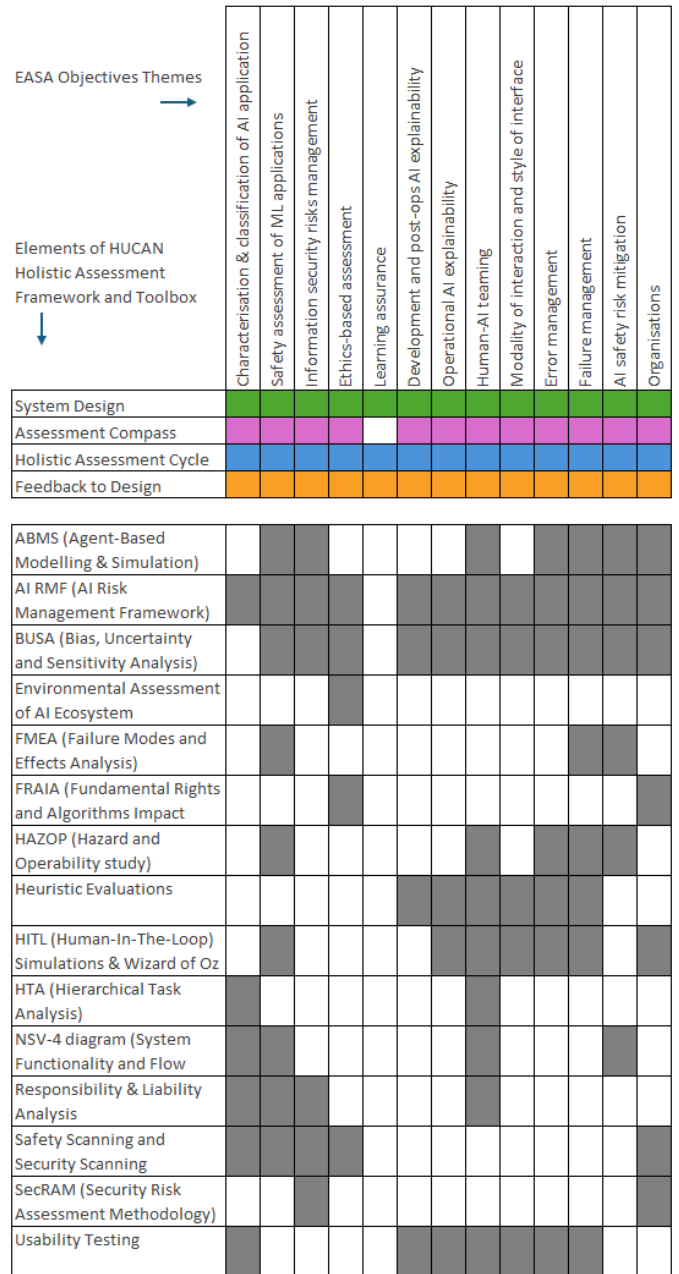 EASA Objectives Themes
Elements of HUCAN
Holistic Assessment
Framework and Toolbox
Characterisation & classification of AI application
Safety assessment of ML applications
Information security risks management
Ethics-based assessment
Learning assurance
Development and post-ops AI explainability
Operational AI explainability
Human-AI teaming
Modality of interaction and style of interface
Error management
Failure management
AI safety risk mitigation
Organisations
System Design
Assessment Compass
Holistic Assessment Cycle
Feedback to Design
ABMS (Agent-Based
Modelling & Simulation)
AI RMF (AI Risk
Management Framework)
BUSA (Bias, Uncertainty
and Sensitivity Analysis)
Environmental Assessment
of AI Ecosystem
FMEA (Failure Modes and
Effects Analysis)
FRAIA (Fundamental Rights
and Algorithms Impact
HAZOP (Hazard and
Operability study)
Heuristic Evaluations
HITL (Human-In-The-Loop)
Simulations & Wizard of Oz
HTA (Hierarchical Task
Analysis)
NSV-4 diagram (System
Functionality and Flow
Responsibility & Liability
Analysis
Safety Scanning and
Security Scanning
SecRAM (Security Risk
Assessment Methodology)
Usability Testing